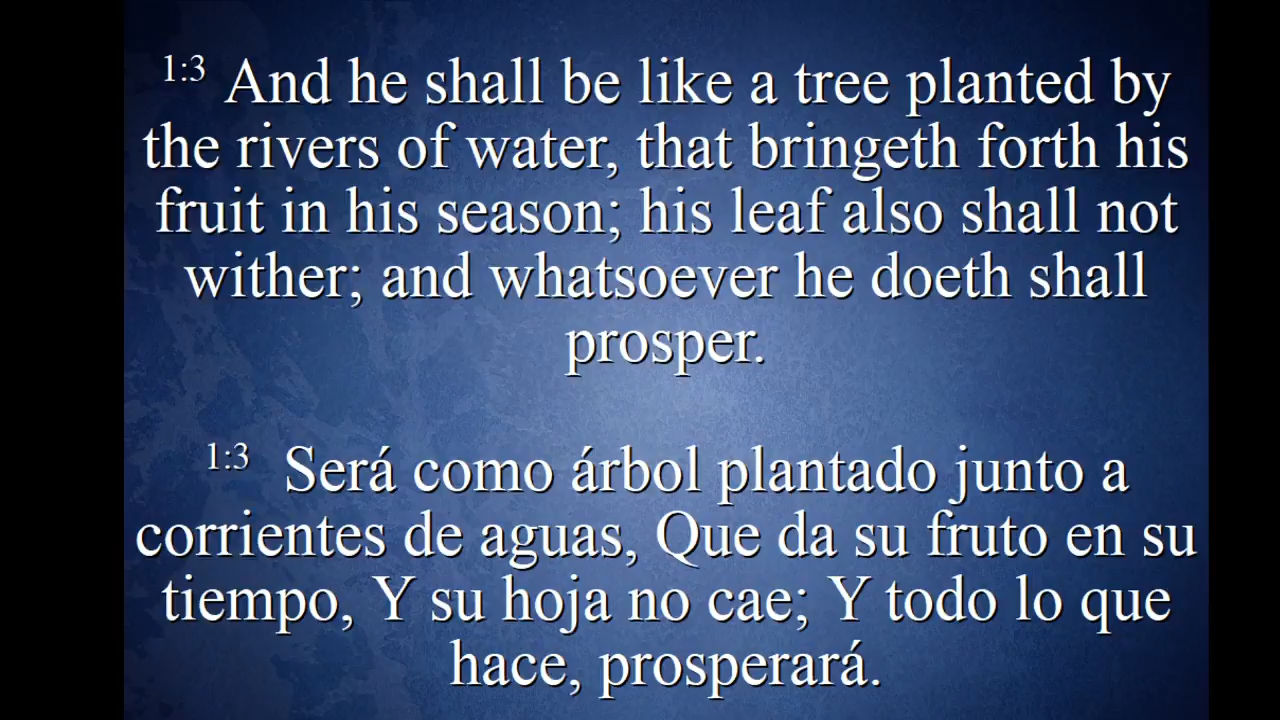 1:3 And he shall be like a tree planted by
the rivers of water, that bringeth forth his
fruit in his season; his leaf also shall not
wither; and whatsoever he doeth shall
prosper.
1:3 Será como árbol plantado junto a
corrientes de aguas, Que da su fruto en su
tiempo, Y su hoja no cae; Y todo lo que
hace, prosperará.